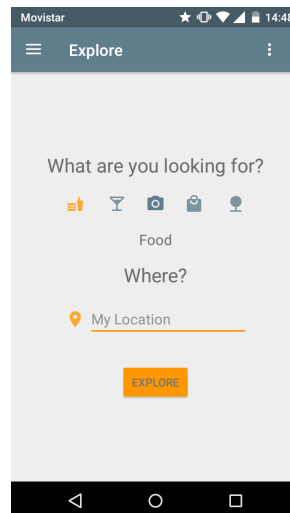 Movistar 14:48
Explore
What are you looking for?
Food
Where?
My Location
EXPLORE